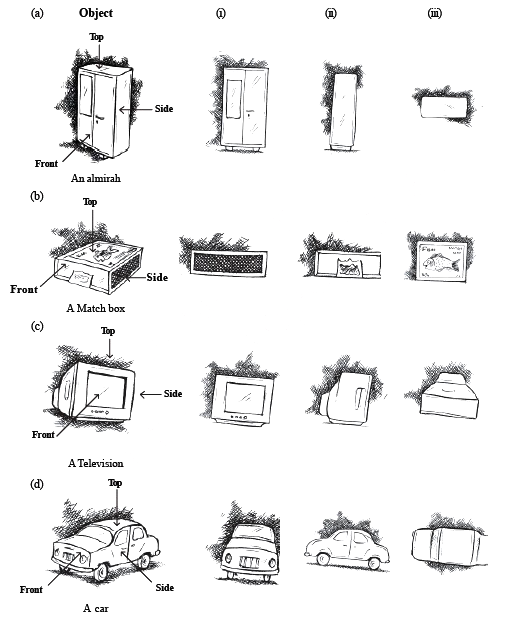 (a) Object (i) (ii) (iii)
Top
Side
Front
An almirah
(b)
Top
Side
Front
A Match box
(c)
Top
Side
Front
A Television
(d)
Top
Front
Side
A car